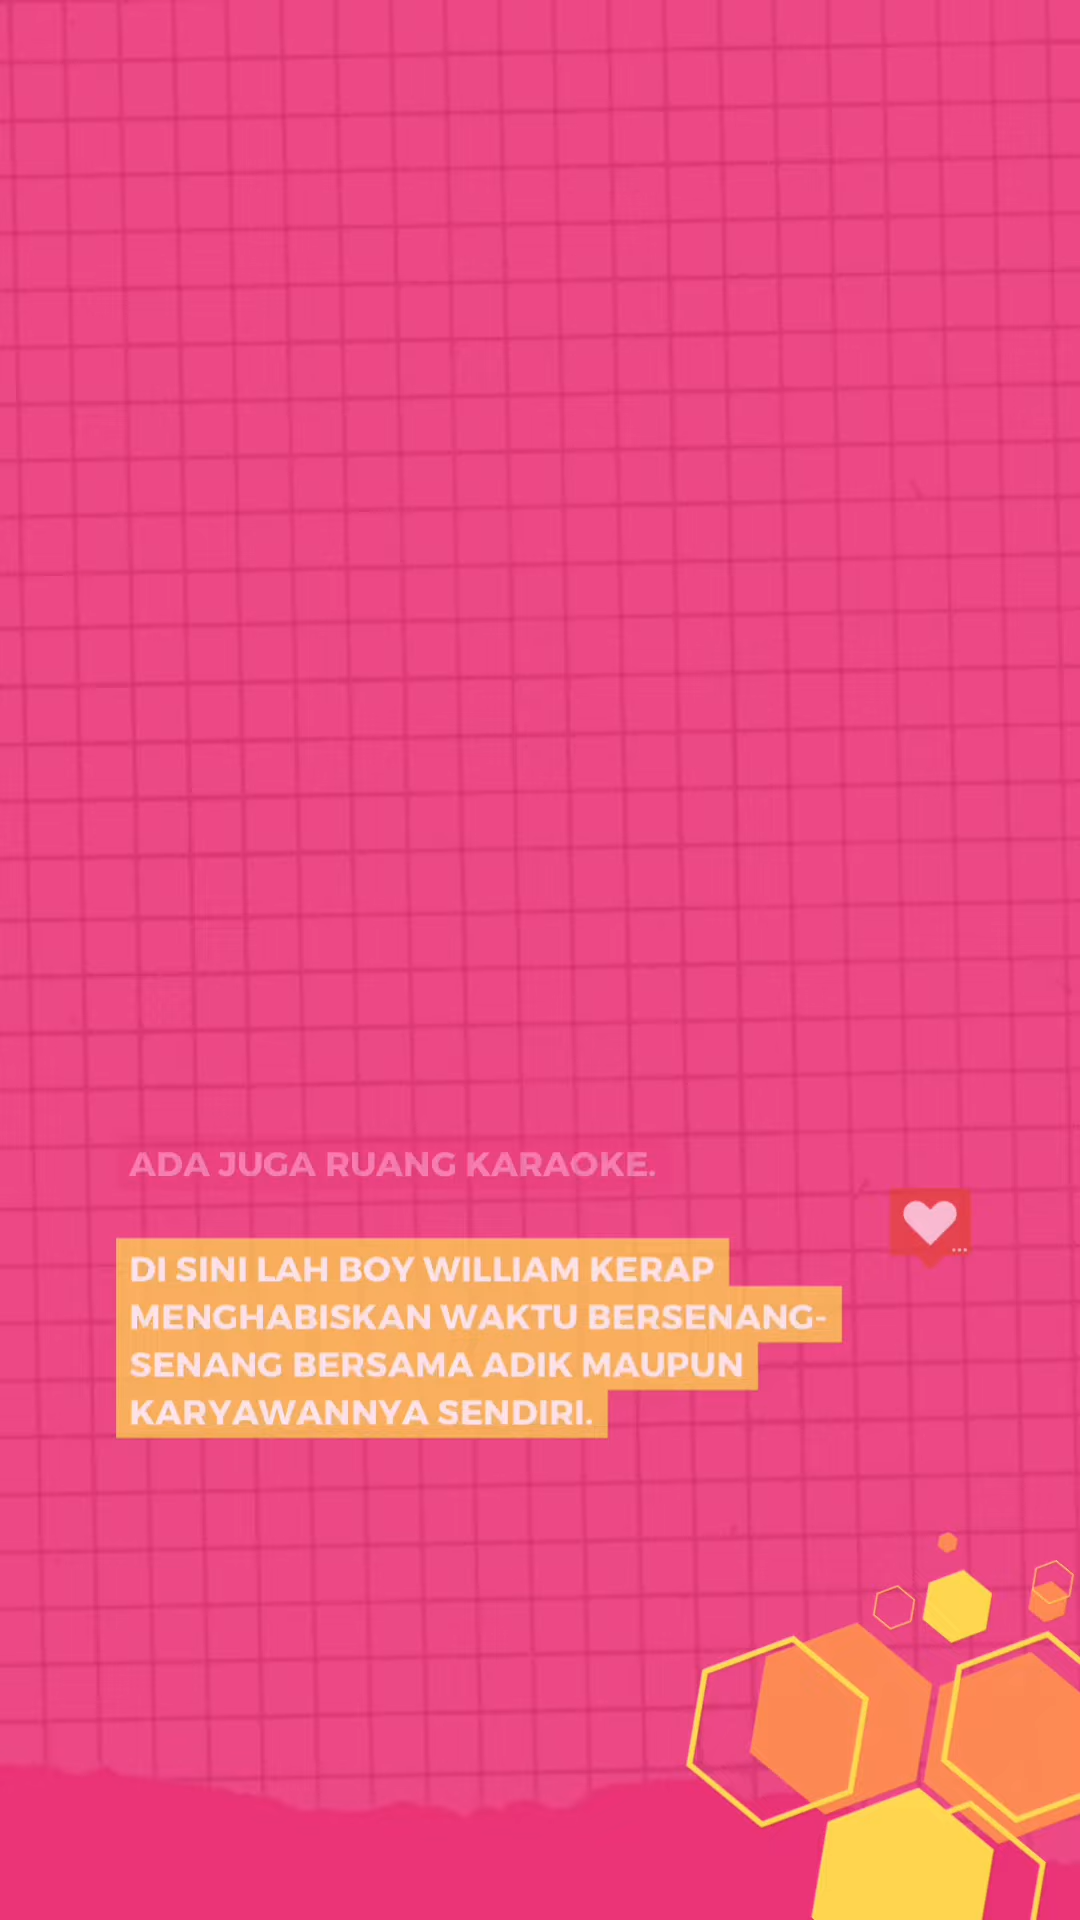 ADA JUGA RUANG KARAOKE.
DI SINI LAH BOY WILLIAM KERAP
MENGHABISKAN WAKTU BERSENANG-
SENANG BERSAMA ADIK MAUPUN
KARYAWANNYA SENDIRI.